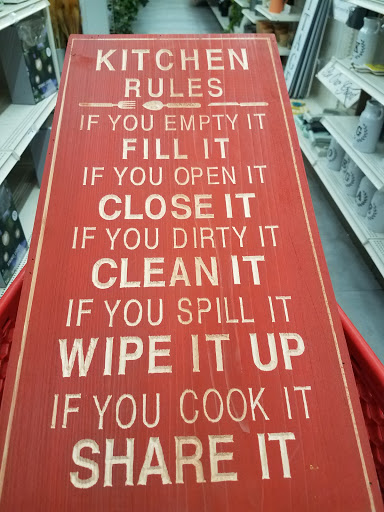 KITCHEN
RULES
IF YOU EMPTY IT
FILL IT
IF YOU OPEN IT
CLOSE IT
IF YOU DIRTY IT
CLEAN IT
IF YOU SPILL IT
WIPE IT UP
IF YOU COOK IT
SHARE IT